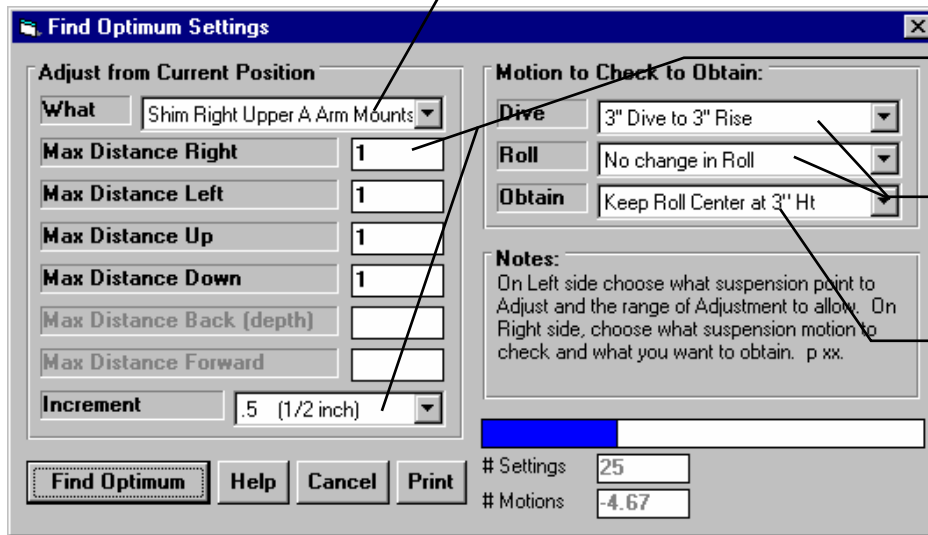 Find Optimum Settings
Adjust from Current Position
What Shim Right Upper A Arm Mounts
Max Distance Right 1
Max Distance Left 1
Max Distance Up 1
Max Distance Down 1
Max Distance Back (depth)
Max Distance Forward
Increment .5 (1/2 inch)
Find Optimum Help Cancel Print
Motion to Check to Obtain:
Dive 3" Dive to 3" Rise
Roll No change in Roll
Obtain Keep Roll Center at 3" Ht
Notes:
On Left side choose what suspension point to
Adjust and the range of Adjustment to allow. On
Right side, choose what suspension motion to
check and what you want to obtain. p xx.
# Settings 25
# Motions -4.67